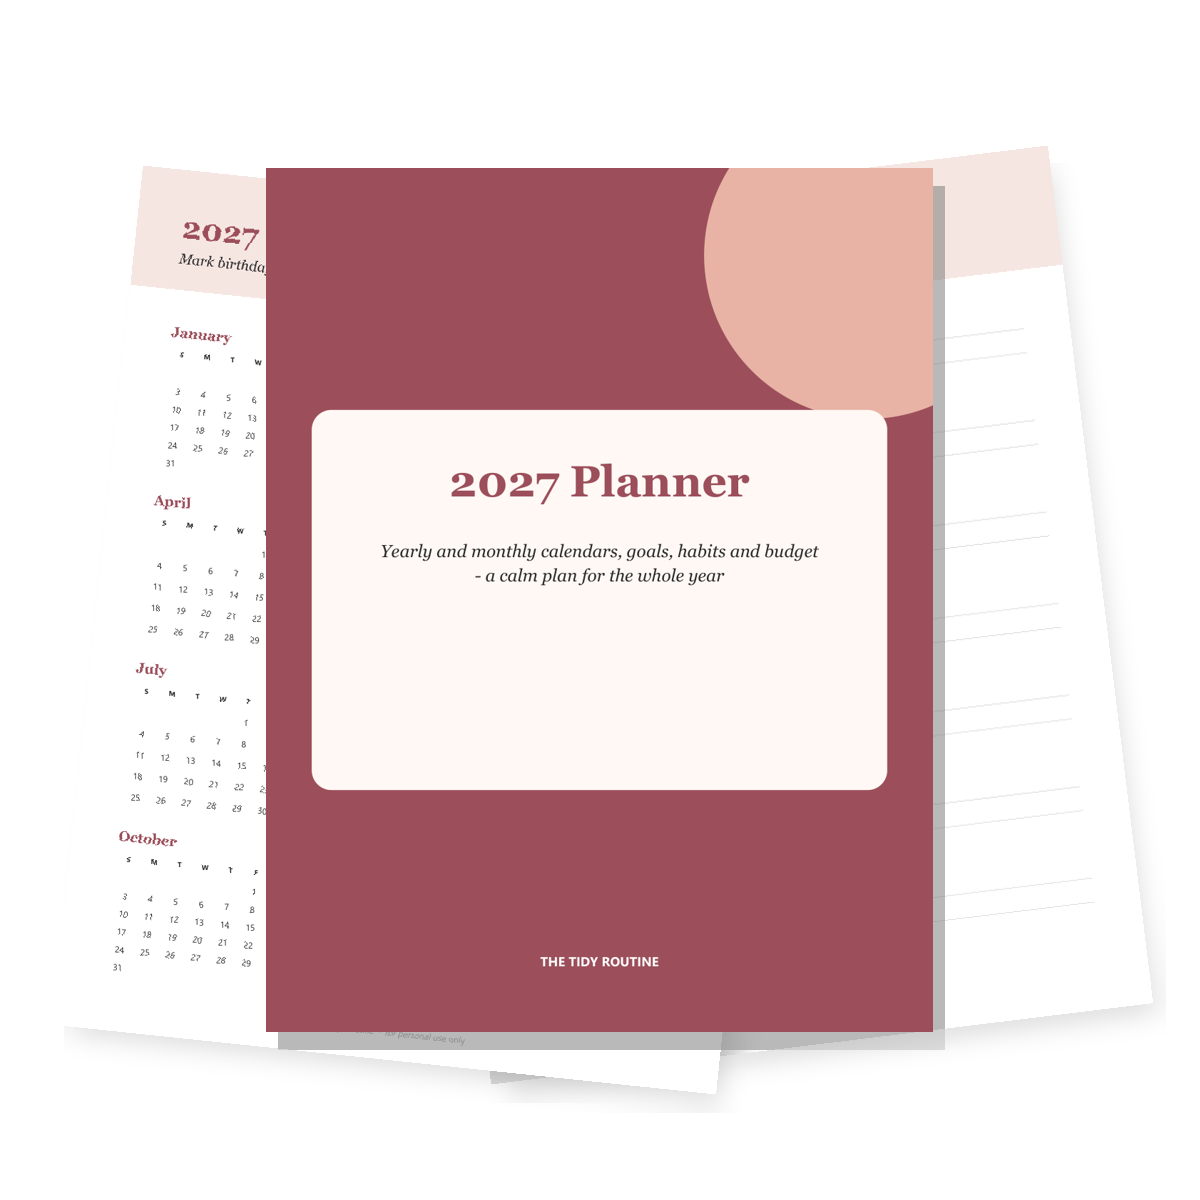 2027
Mark birthday
January
S M T W
3 4 5 6
10 11 12 13
17 18 19 20
24 25 26 27
31
April
S M T W T
1
4 5 6 7 8
11 12 13 14 15
18 19 20 21 22
25 26 27 28 29
July
S M T W T
1
4 5 6 7 8
11 12 13 14 15
18 19 20 21 22
25 26 27 28 29 30
October
S M T W T F
1
3 4 5 6 7 8
10 11 12 13 14 15
17 18 19 20 21 22
24 25 26 27 28 29
31
for personal use only
2027 Planner
Yearly and monthly calendars, goals, habits and budget
- a calm plan for the whole year
THE TIDY ROUTINE